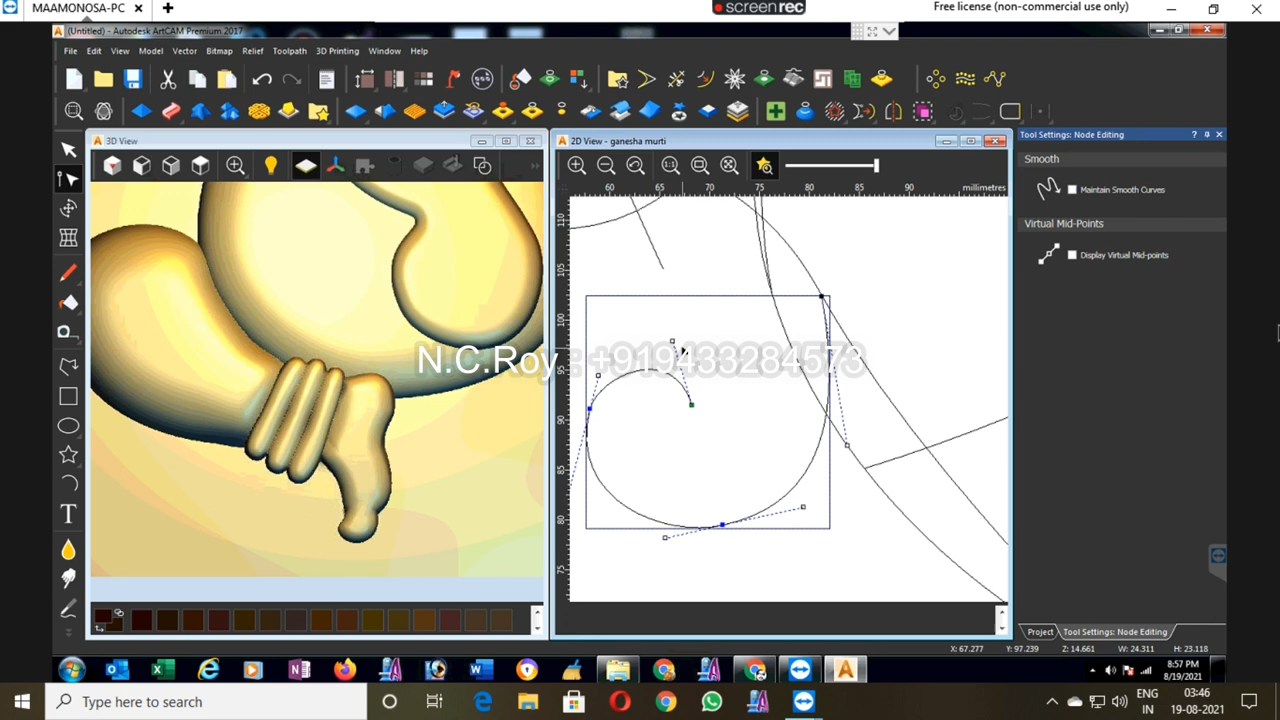 MAAMONOSA-PC
screenrec
Free license (non-commercial use only)
(Untitled) - Autodesk ArtCAM Premium 2017
File Edit View Model Vector Bitmap Relief Toolpath 3D Printing Window Help
3D View
2D View - ganesha murti
Tool Settings: Node Editing
Smooth
Maintain Smooth Curves
Virtual Mid-Points
Display Virtual Mid-points
60 65 70 75 80 85 90 millimetres
110
105
100
95
90
85
80
75
N.C.Roy : +919433284573
Project Tool Settings: Node Editing
X: 67.277 Y: 97.239 Z: 14.661 W: 24.311 H: 23.118
8:57 PM
8/19/2021
Type here to search
ENG
IN
03:46
19-08-2021